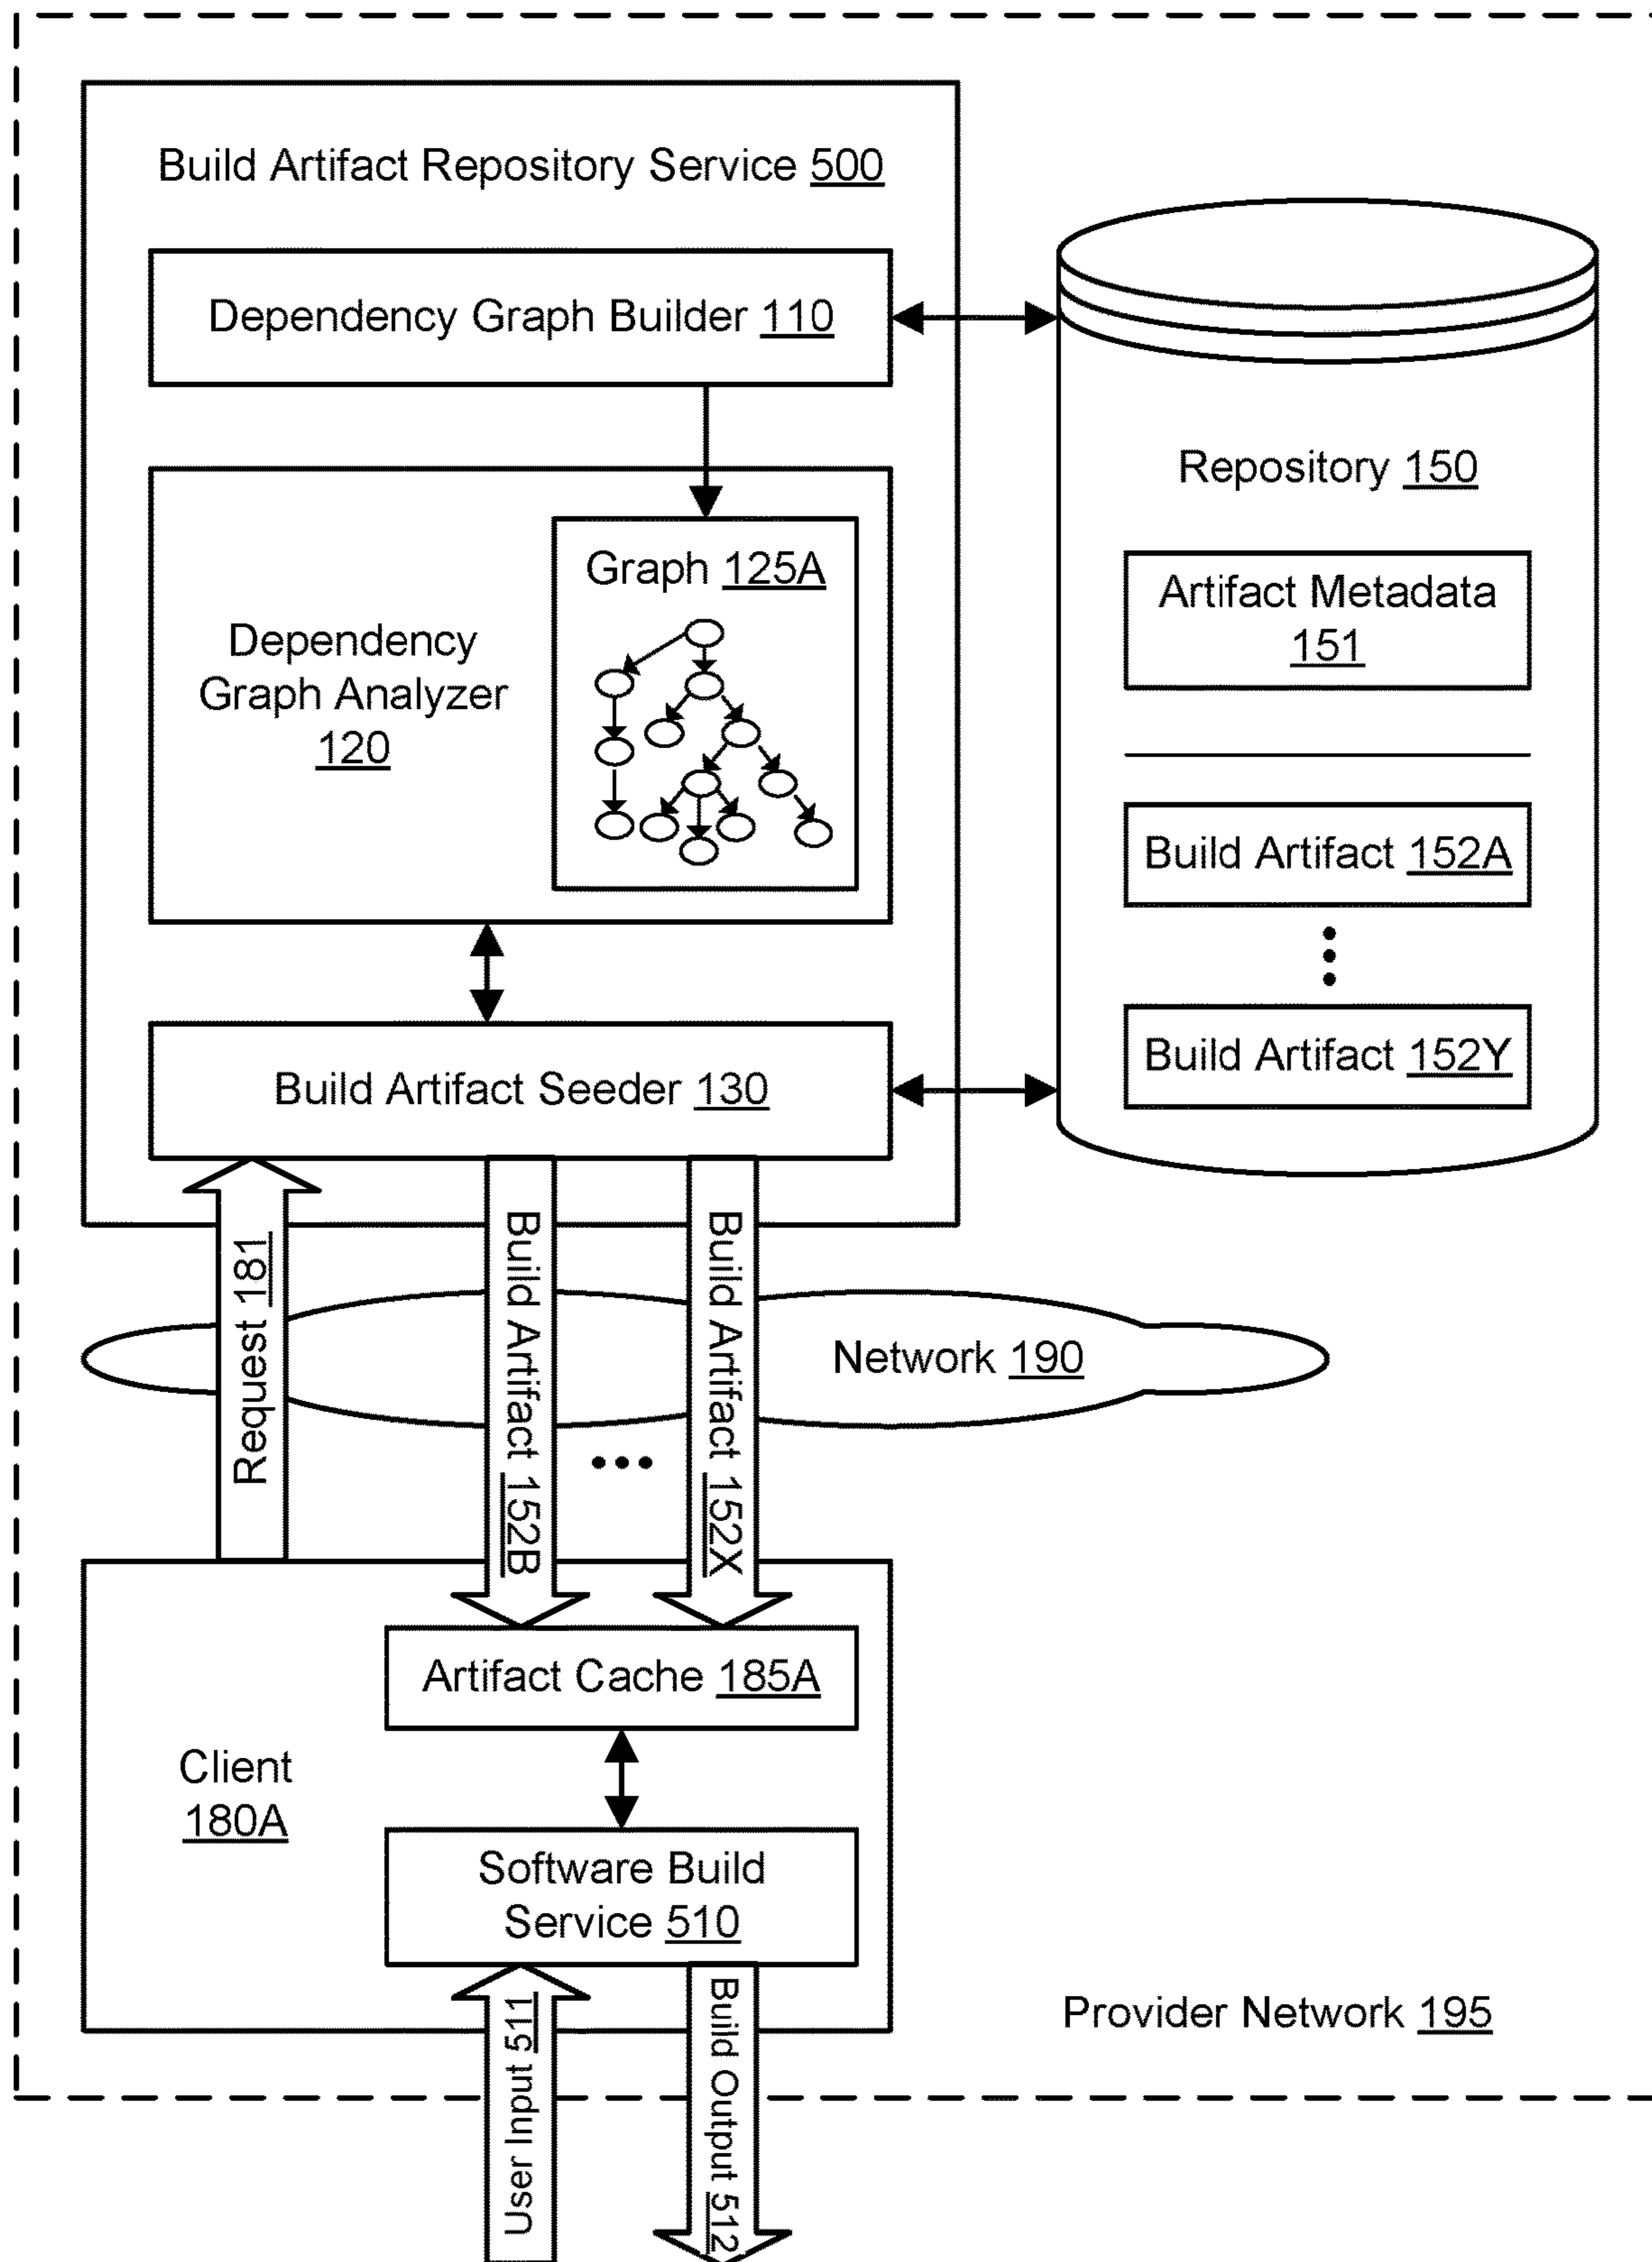 Build Artifact Repository Service 500
Dependency Graph Builder 110
Repository 150
Graph 125A
Artifact Metadata
151
Dependency
Graph Analyzer
120
Build Artifact 152A
Build Artifact 152Y
Build Artifact Seeder 130
Request 181
Build Artifact 152B
Build Artifact 152X
Network 190
Artifact Cache 185A
Client
180A
Software Build
Service 510
User Input 511
Build Output 512
Provider Network 195